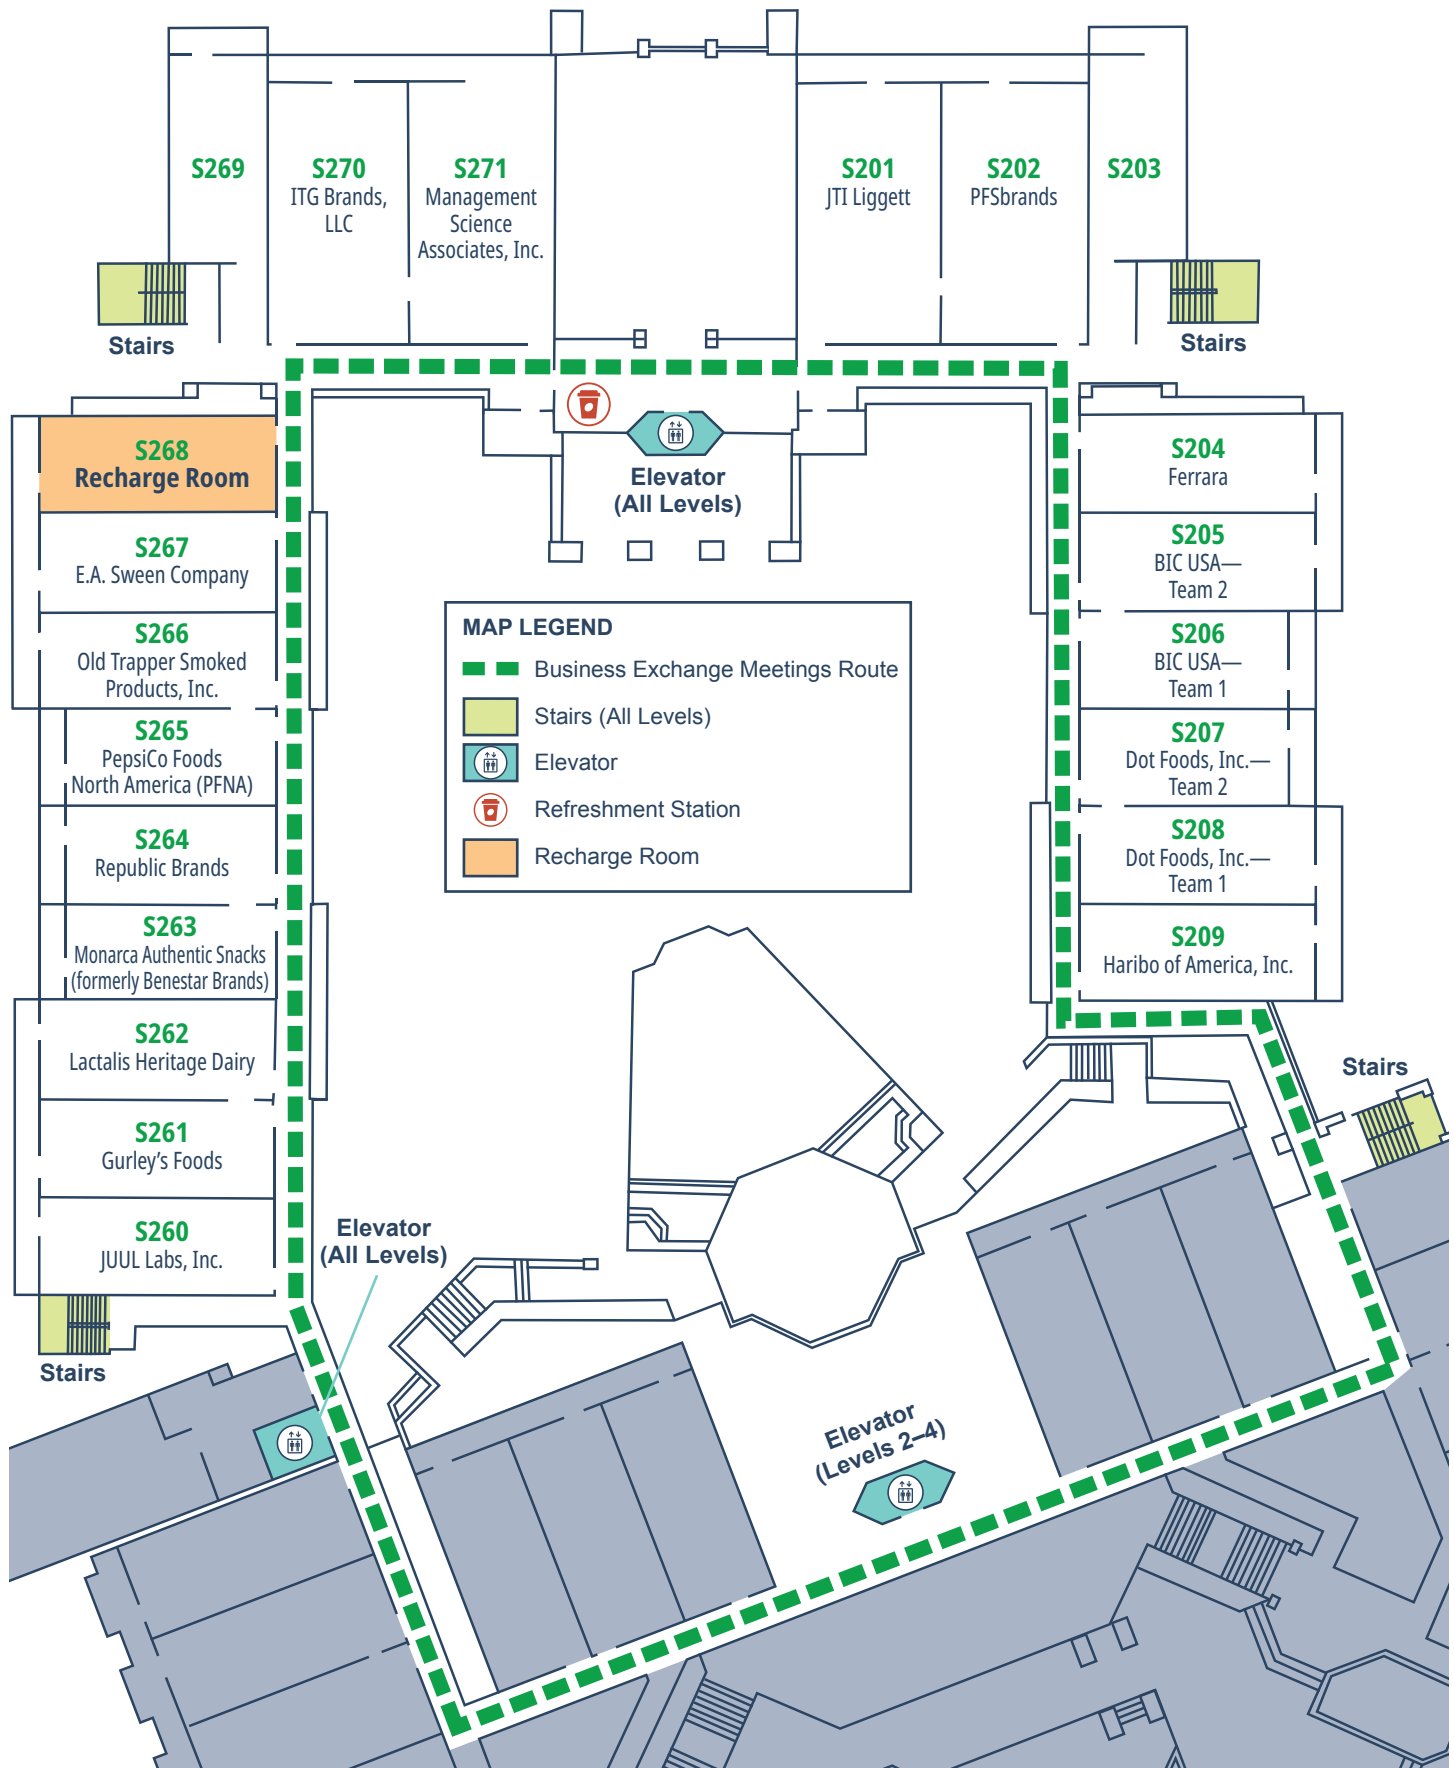 S269
S270
ITG Brands,
LLC
S271
Management
Science
Associates, Inc.
S201
JTI Liggett
S202
PFSbrands
S203
Stairs
Stairs
S268
Recharge Room
S267
E.A. Sween Company
S266
Old Trapper Smoked
Products, Inc.
S265
PepsiCo Foods
North America (PFNA)
S264
Republic Brands
S263
Monarca Authentic Snacks
(formerly Benestar Brands)
S262
Lactalis Heritage Dairy
S261
Gurley’s Foods
S260
JUUL Labs, Inc.
Stairs
Elevator
(All Levels)
MAP LEGEND
Business Exchange Meetings Route
Stairs (All Levels)
Elevator
Refreshment Station
Recharge Room
S204
Ferrara
S205
BIC USA—
Team 2
S206
BIC USA—
Team 1
S207
Dot Foods, Inc.—
Team 2
S208
Dot Foods, Inc.—
Team 1
S209
Haribo of America, Inc.
Stairs
Elevator
(All Levels)
Elevator
(Levels 2–4)